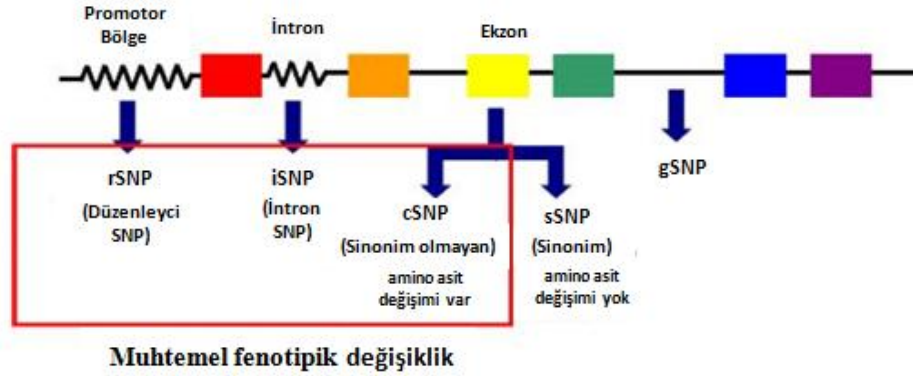 Promotor
Bölge
İntron
Ekzon
rSNP
(Düzenleyci
SNP)
iSNP
(İntron
SNP)
cSNP
(Sinonim olmayan)
amino asit
değişimi var
sSNP
(Sinonim)
amino asit
değişimi yok
gSNP
Muhtemel fenotipik değişiklik